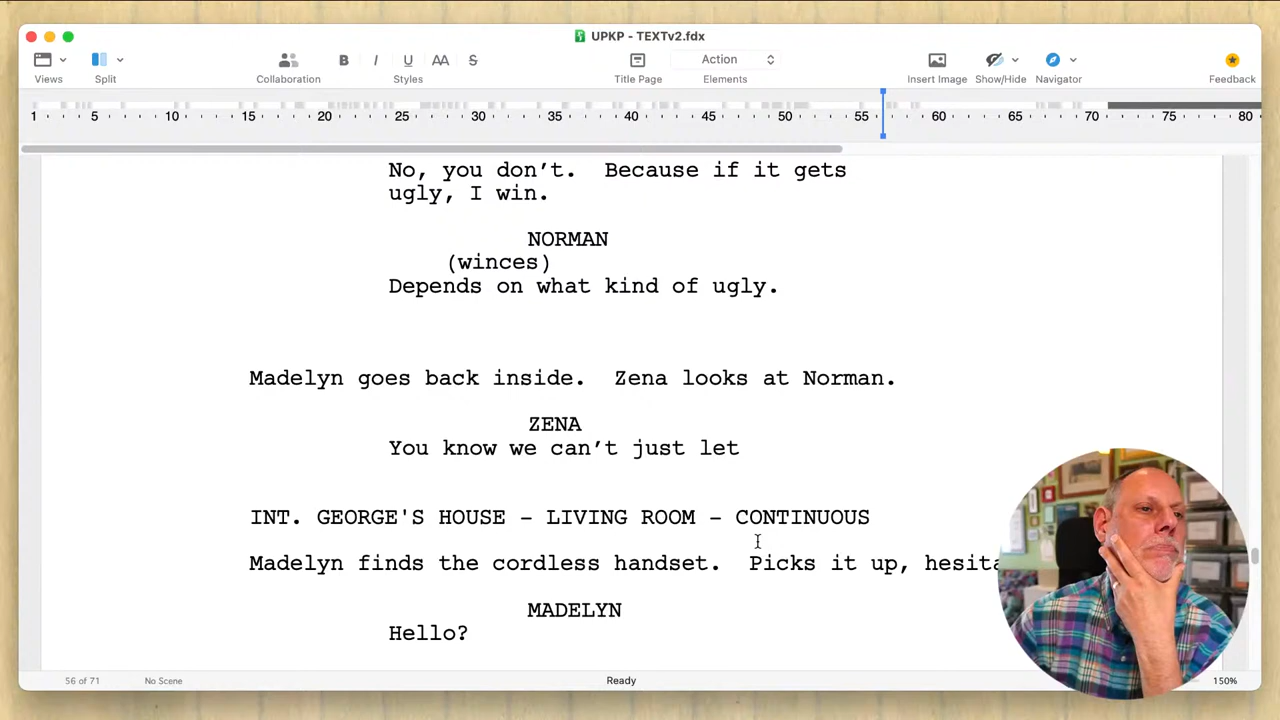 UPKP - TEXTv2.fdx
B I U AA S Action
Views Split Collaboration Styles Title Page Elements Insert Image Show/Hide Navigator Feedback
1 5 10 15 20 25 30 35 40 45 50 55 60 65 70 75 80
No, you don’t.  Because if it gets
ugly, I win.
NORMAN
(winces)
Depends on what kind of ugly.
Madelyn goes back inside.  Zena looks at Norman.
ZENA
You know we can’t just let
INT. GEORGE'S HOUSE – LIVING ROOM – CONTINUOUS
Madelyn finds the cordless handset.  Picks it up, hesita
MADELYN
Hello?
56 of 71 No Scene Ready 150%